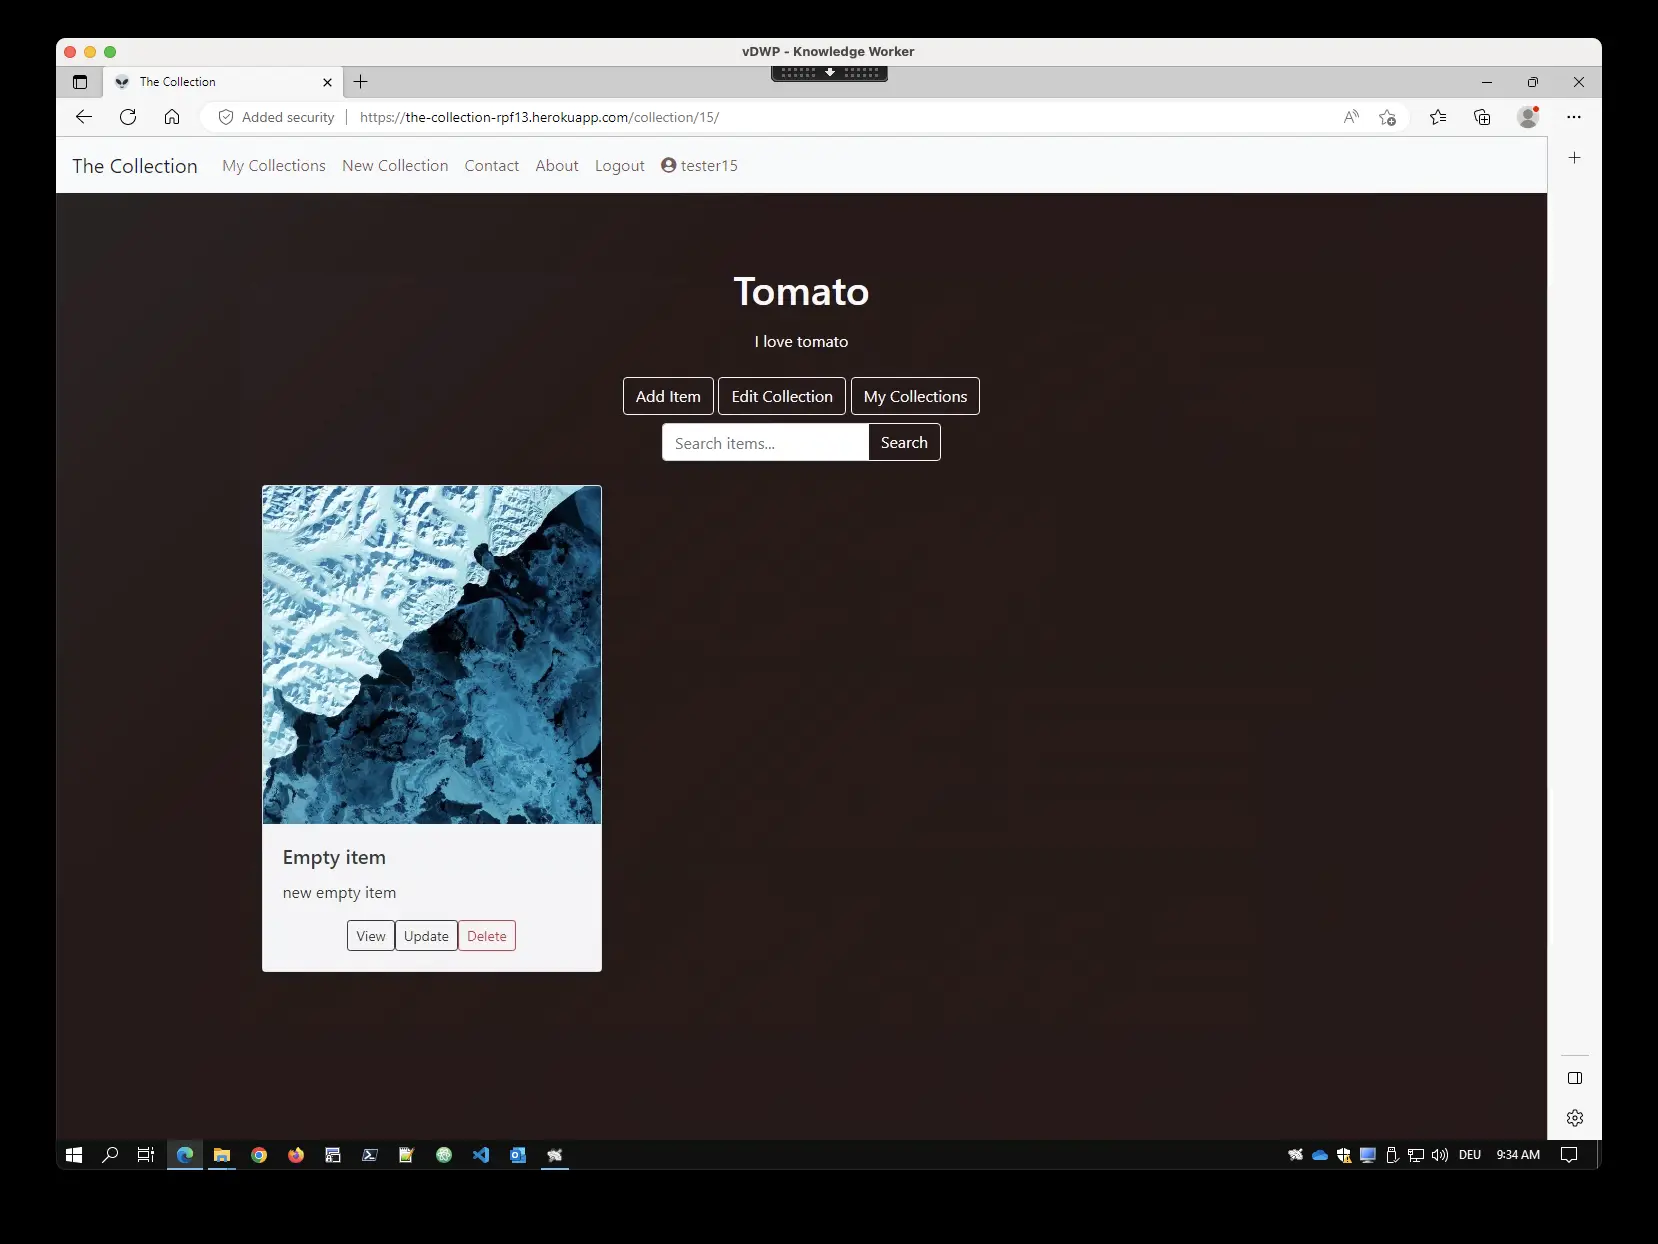 vDWP - Knowledge Worker
The Collection
Added security
https://the-collection-rpf13.herokuapp.com/collection/15/
The Collection My Collections New Collection Contact About Logout tester15
Tomato
I love tomato
Add Item Edit Collection My Collections
Search items... Search
Empty item
new empty item
View Update Delete
DEU 9:34 AM